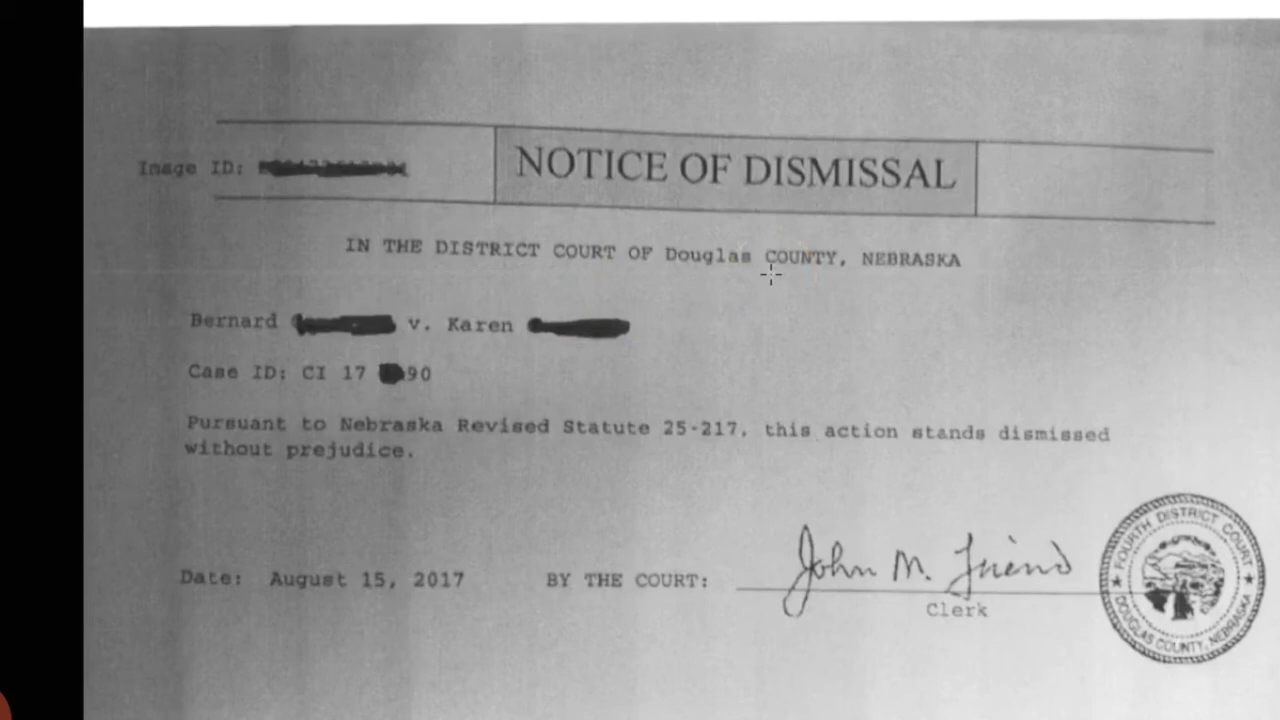 Image ID:
NOTICE OF DISMISSAL
IN THE DISTRICT COURT OF Douglas COUNTY, NEBRASKA
Bernard v. Karen
Case ID: CI 17 90
Pursuant to Nebraska Revised Statute 25-217, this action stands dismissed
without prejudice.
Date: August 15, 2017 BY THE COURT: John M. Friend
Clerk
FOURTH DISTRICT COURT
DOUGLAS COUNTY, NEBRASKA